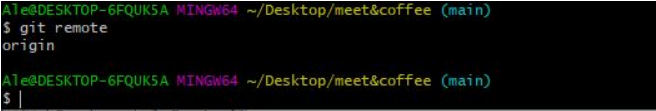 Ale@DESKTOP-6FQUK5A MINGW64 ~/Desktop/meet&coffee (main)
$ git remote
origin
Ale@DESKTOP-6FQUK5A MINGW64 ~/Desktop/meet&coffee (main)
$